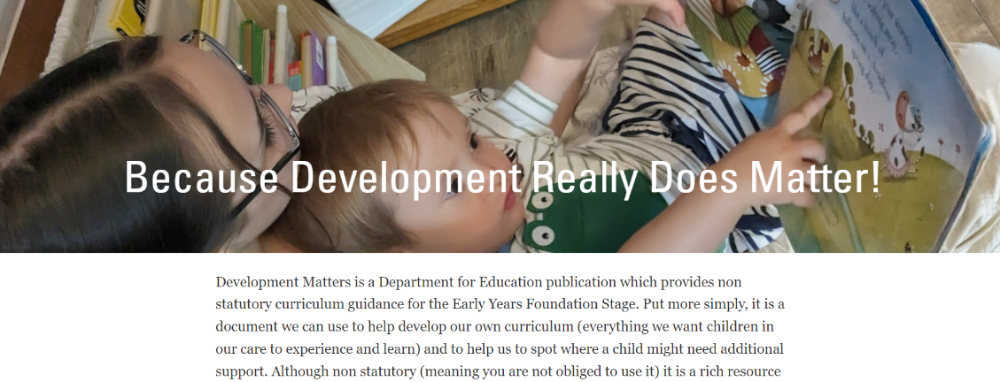 Because Development Really Does Matter!
Development Matters is a Department for Education publication which provides non
statutory curriculum guidance for the Early Years Foundation Stage. Put more simply, it is a
document we can use to help develop our own curriculum (everything we want children in
our care to experience and learn) and to help us to spot where a child might need additional
support. Although non statutory (meaning you are not obliged to use it) it is a rich resource